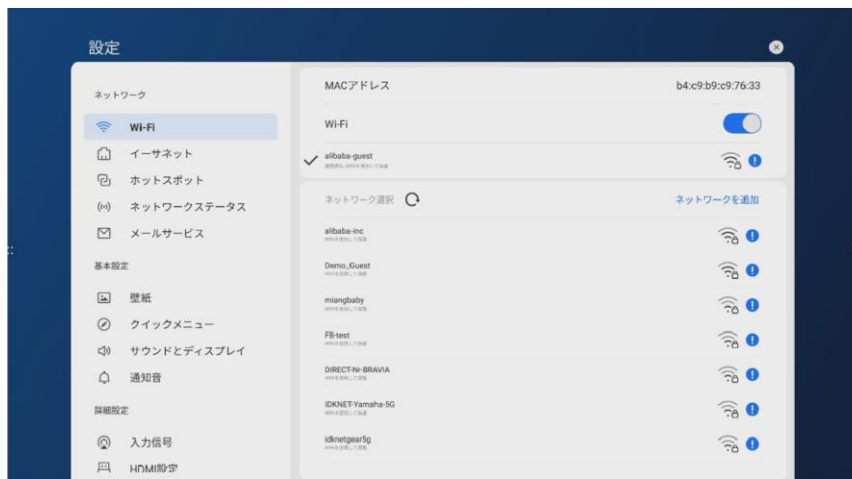 設定
ネットワーク
Wi-Fi
イーサネット
ホットスポット
ネットワークステータス
メールサービス
基本設定
壁紙
クイックメニュー
サウンドとディスプレイ
通知音
詳細設定
入力信号
HDMI設定
MACアドレス b4:c9:b9:c9:76:33
Wi-Fi
alibaba-guest
ネットワーク選択 ネットワークを追加
alibaba-inc
Demo_Guest
miangbaby
FB-test
DIRECT-Nr-BRAVIA
IDKNET-Yamaha-5G
idknetgear5g